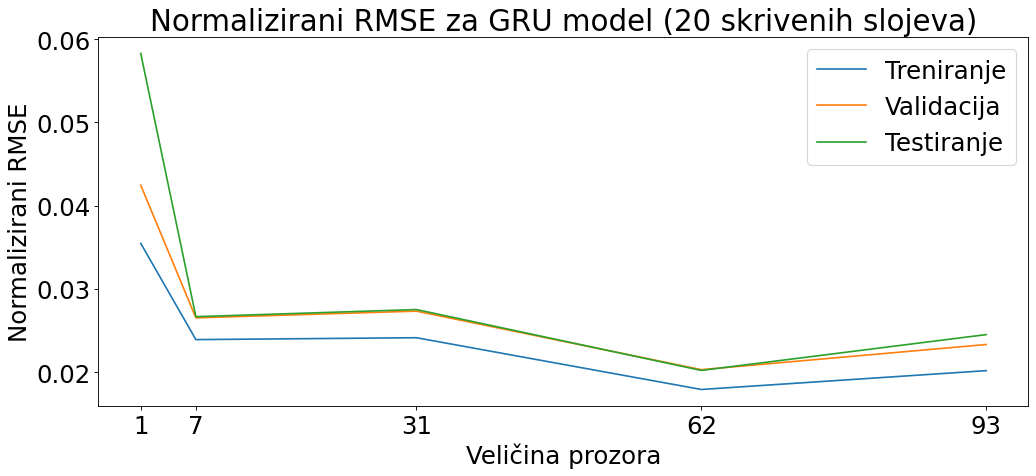 Normalizirani RMSE za GRU model (20 skrivenih slojeva)
0.06
0.05
0.04
0.03
0.02
Normalizirani RMSE
Treniranje
Validacija
Testiranje
1 7 31 62 93
Veličina prozora